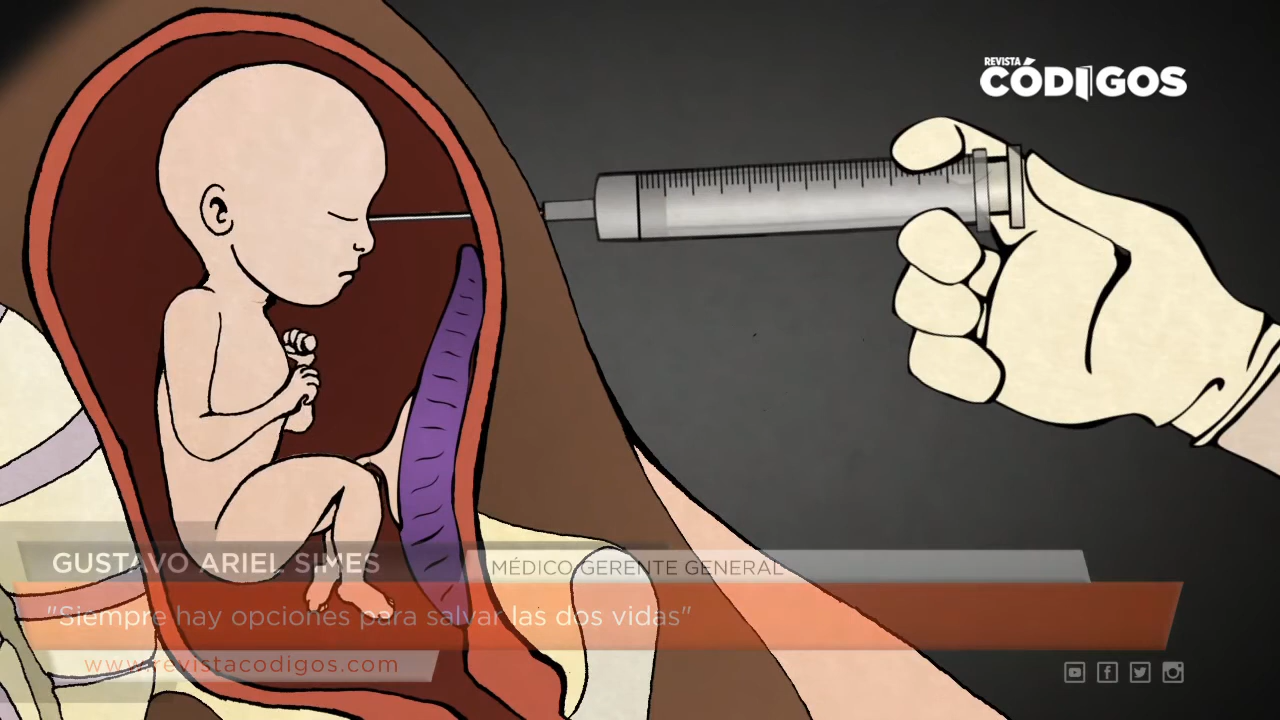 REVISTA
CÓDIGOS
GUSTAVO ARIEL SIMES
MÉDICO GERENTE GENERAL
"Siempre hay opciones para salvar las dos vidas"
www.revistacodigos.com